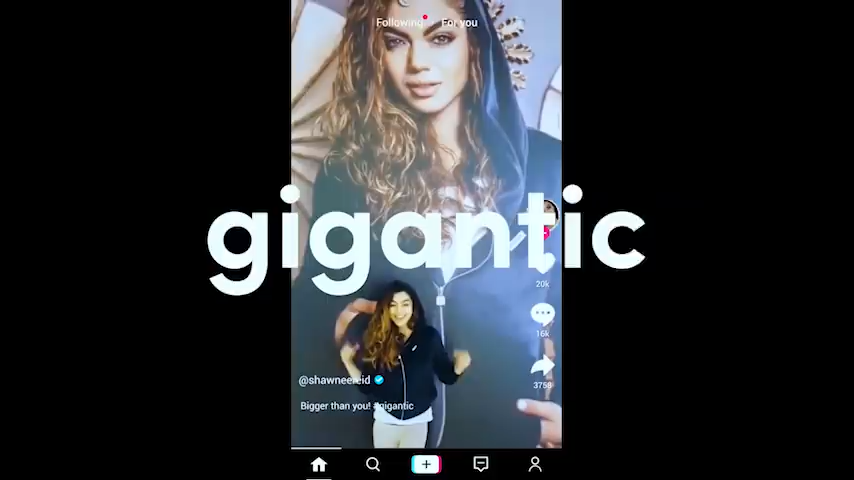 Following
For you
gigantic
20k
16k
3758
@shawneereid
Bigger than you! #gigantic